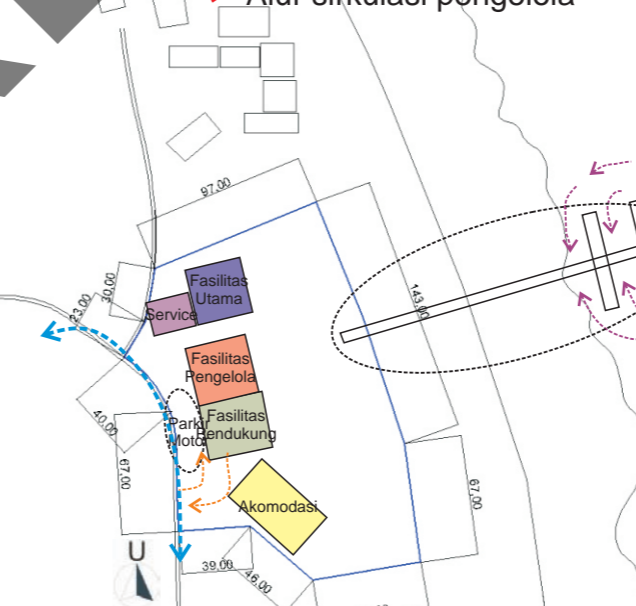 Alur sirkulasi pengelola
97,00
30,00
23,00
143,00
Fasilitas
Utama
Service
Fasilitas
Pengelola
Fasilitas
Pendukung
Parkir
Motor
40,00
67,00
67,00
Akomodasi
U
39,00
46,00